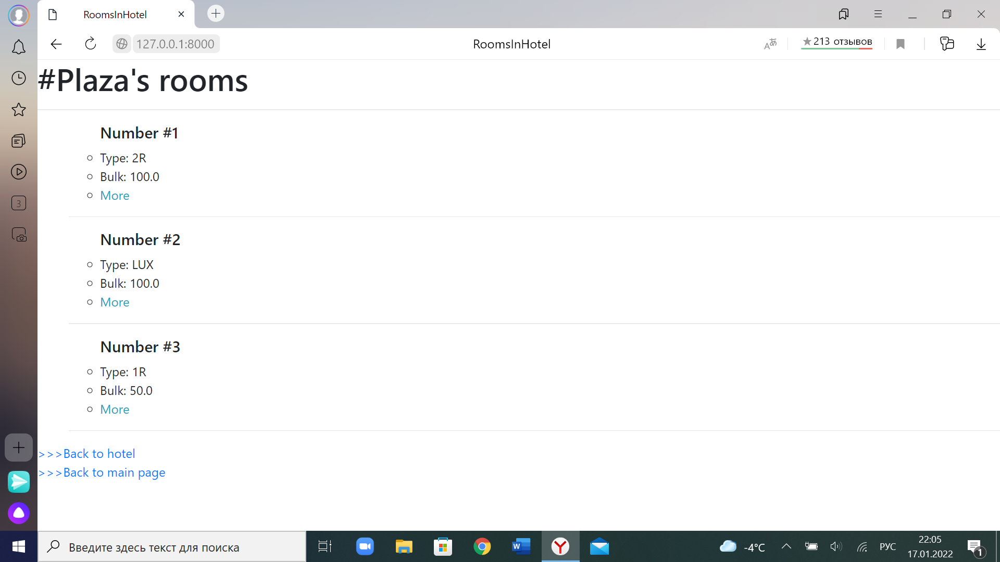 RoomsInHotel
127.0.0.1:8000
RoomsInHotel
213 отзывов
#Plaza's rooms
Number #1
Type: 2R
Bulk: 100.0
More
Number #2
Type: LUX
Bulk: 100.0
More
Number #3
Type: 1R
Bulk: 50.0
More
>>>Back to hotel
>>>Back to main page
3
Введите здесь текст для поиска
-4°C
РУС
22:05
17.01.2022
1